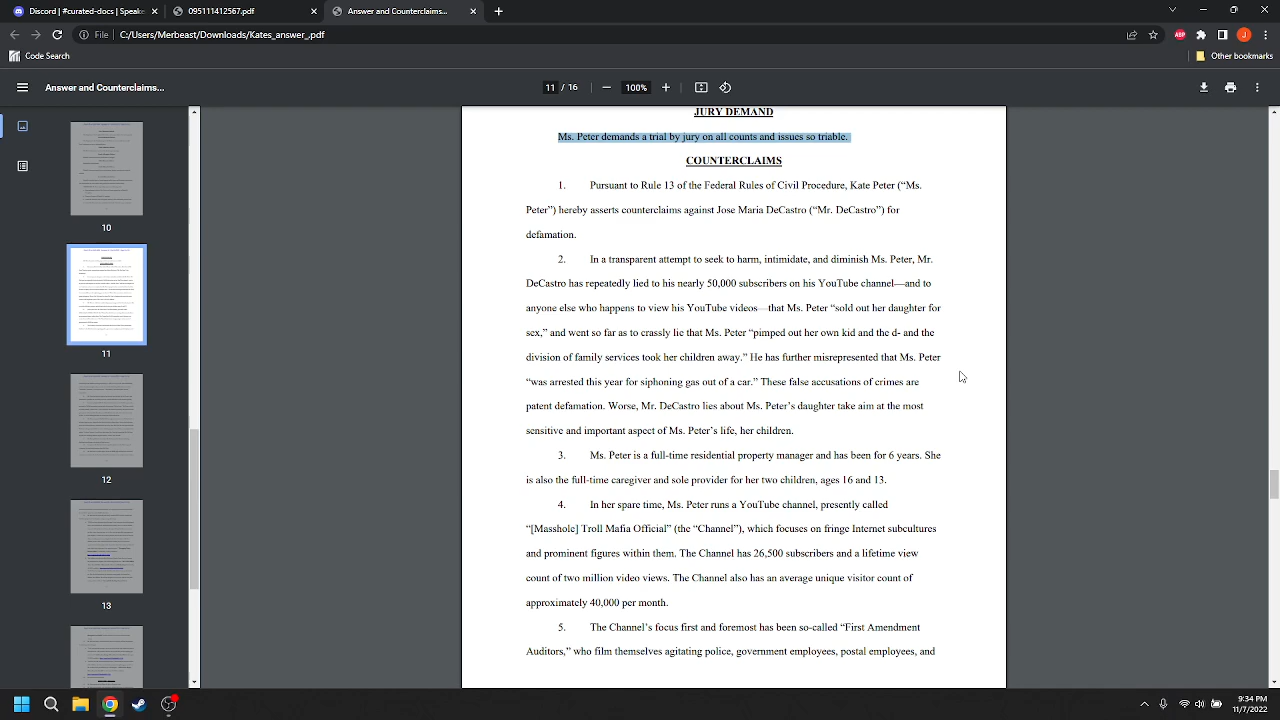 Discord | #curated-docs | Speake
095111412567.pdf
Answer and Counterclaims...
File | C:/Users/Merbeast/Downloads/Kates_answer_.pdf
ABP
J
Code Search
Other bookmarks
Answer and Counterclaims...
11 / 16
100%
10
11
12
13
JURY DEMAND
Ms. Peter demands a trial by jury on all counts and issues so triable.
COUNTERCLAIMS
1. Pursuant to Rule 13 of the Federal Rules of Civil Procedure, Kate Peter (“Ms.
Peter”) hereby asserts counterclaims against Jose Maria DeCastro (“Mr. DeCastro”) for
defamation.
2. In a transparent attempt to seek to harm, intimidate, and diminish Ms. Peter, Mr.
DeCastro has repeatedly lied to his nearly 50,000 subscribers on his YouTube channel—and to
anyone else who happens to view his YouTube videos—that Ms. Peter “sold out her daughter for
sex,” and went so far as to crassly lie that Ms. Peter “pimped out her own kid and the d- and the
division of family services took her children away.” He has further misrepresented that Ms. Peter
“was arrested this year for siphoning gas out of a car.” These false accusations of crimes are
patent defamation. Worse, Mr. DeCastro lies about Ms. Peter’s daughter take aim at the most
sensitive and important aspect of Ms. Peter’s life, her children.
3. Ms. Peter is a full-time residential property manager and has been for 6 years. She
is also the full-time caregiver and sole provider for her two children, ages 16 and 13.
4. In her spare time, Ms. Peter runs a YouTube channel, presently called
“[Masshole] Troll Mafia Official” (the “Channel”), which focuses on fringe Internet subcultures
and prominent figures within them. The Channel has 26,500 subscribers and a lifetime view
count of two million video views. The Channel also has an average unique visitor count of
approximately 40,000 per month.
5. The Channel’s focus first and foremost has been so-called “First Amendment
Auditors,” who film themselves agitating police, government employees, postal employees, and
9:34 PM
11/7/2022